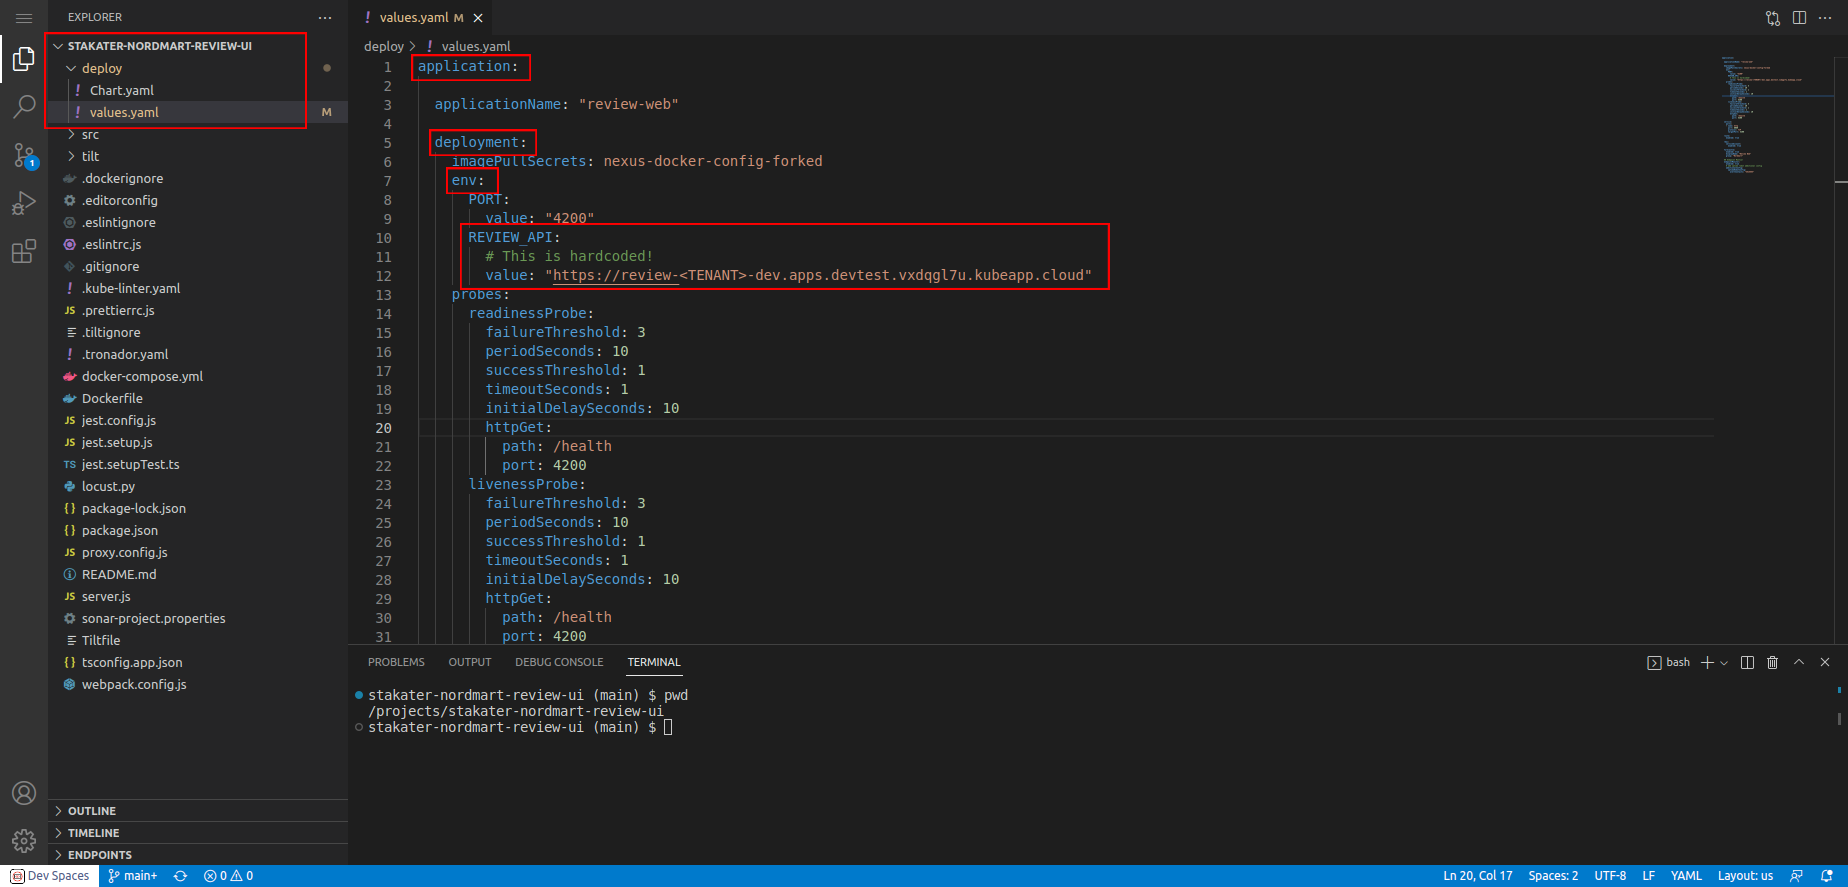 EXPLORER
STAKATER-NORDMART-REVIEW-UI
deploy
Chart.yaml
values.yaml M
src
tilt
.dockerignore
.editorconfig
.eslintignore
.eslintrc.js
.gitignore
.kube-linter.yaml
.prettierrc.js
.tiltignore
.tronador.yaml
docker-compose.yml
Dockerfile
jest.config.js
jest.setup.js
jest.setupTest.ts
locust.py
package-lock.json
package.json
proxy.config.js
README.md
server.js
sonar-project.properties
Tiltfile
tsconfig.app.json
webpack.config.js
OUTLINE
TIMELINE
ENDPOINTS
1
values.yaml M
deploy > values.yaml
1 application:
2
3 applicationName: "review-web"
4
5 deployment:
6 imagePullSecrets: nexus-docker-config-forked
7 env:
8 PORT:
9 value: "4200"
10 REVIEW_API:
11 # This is hardcoded!
12 value: "https://review-<TENANT>-dev.apps.devtest.vxdqgl7u.kubeapp.cloud"
13 probes:
14 readinessProbe:
15 failureThreshold: 3
16 periodSeconds: 10
17 successThreshold: 1
18 timeoutSeconds: 1
19 initialDelaySeconds: 10
20 httpGet:
21 path: /health
22 port: 4200
23 livenessProbe:
24 failureThreshold: 3
25 periodSeconds: 10
26 successThreshold: 1
27 timeoutSeconds: 1
28 initialDelaySeconds: 10
29 httpGet:
30 path: /health
31 port: 4200
PROBLEMS OUTPUT DEBUG CONSOLE TERMINAL bash
stakater-nordmart-review-ui (main) $ pwd
/projects/stakater-nordmart-review-ui
stakater-nordmart-review-ui (main) $
Dev Spaces main+ 0 0 Ln 20, Col 17 Spaces: 2 UTF-8 LF YAML Layout: us